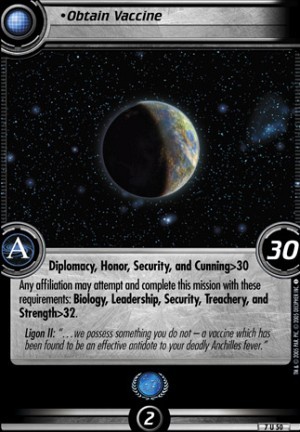 •Obtain Vaccine
A
30
Diplomacy, Honor, Security, and Cunning>30
Any affiliation may attempt and complete this mission with these
requirements: Biology, Leadership, Security, Treachery, and
Strength>32.
Ligon II: “…we possess something you do not – a vaccine which
has been found to be an effective antidote to your deadly Anchilles fever.”
2
7 U 50